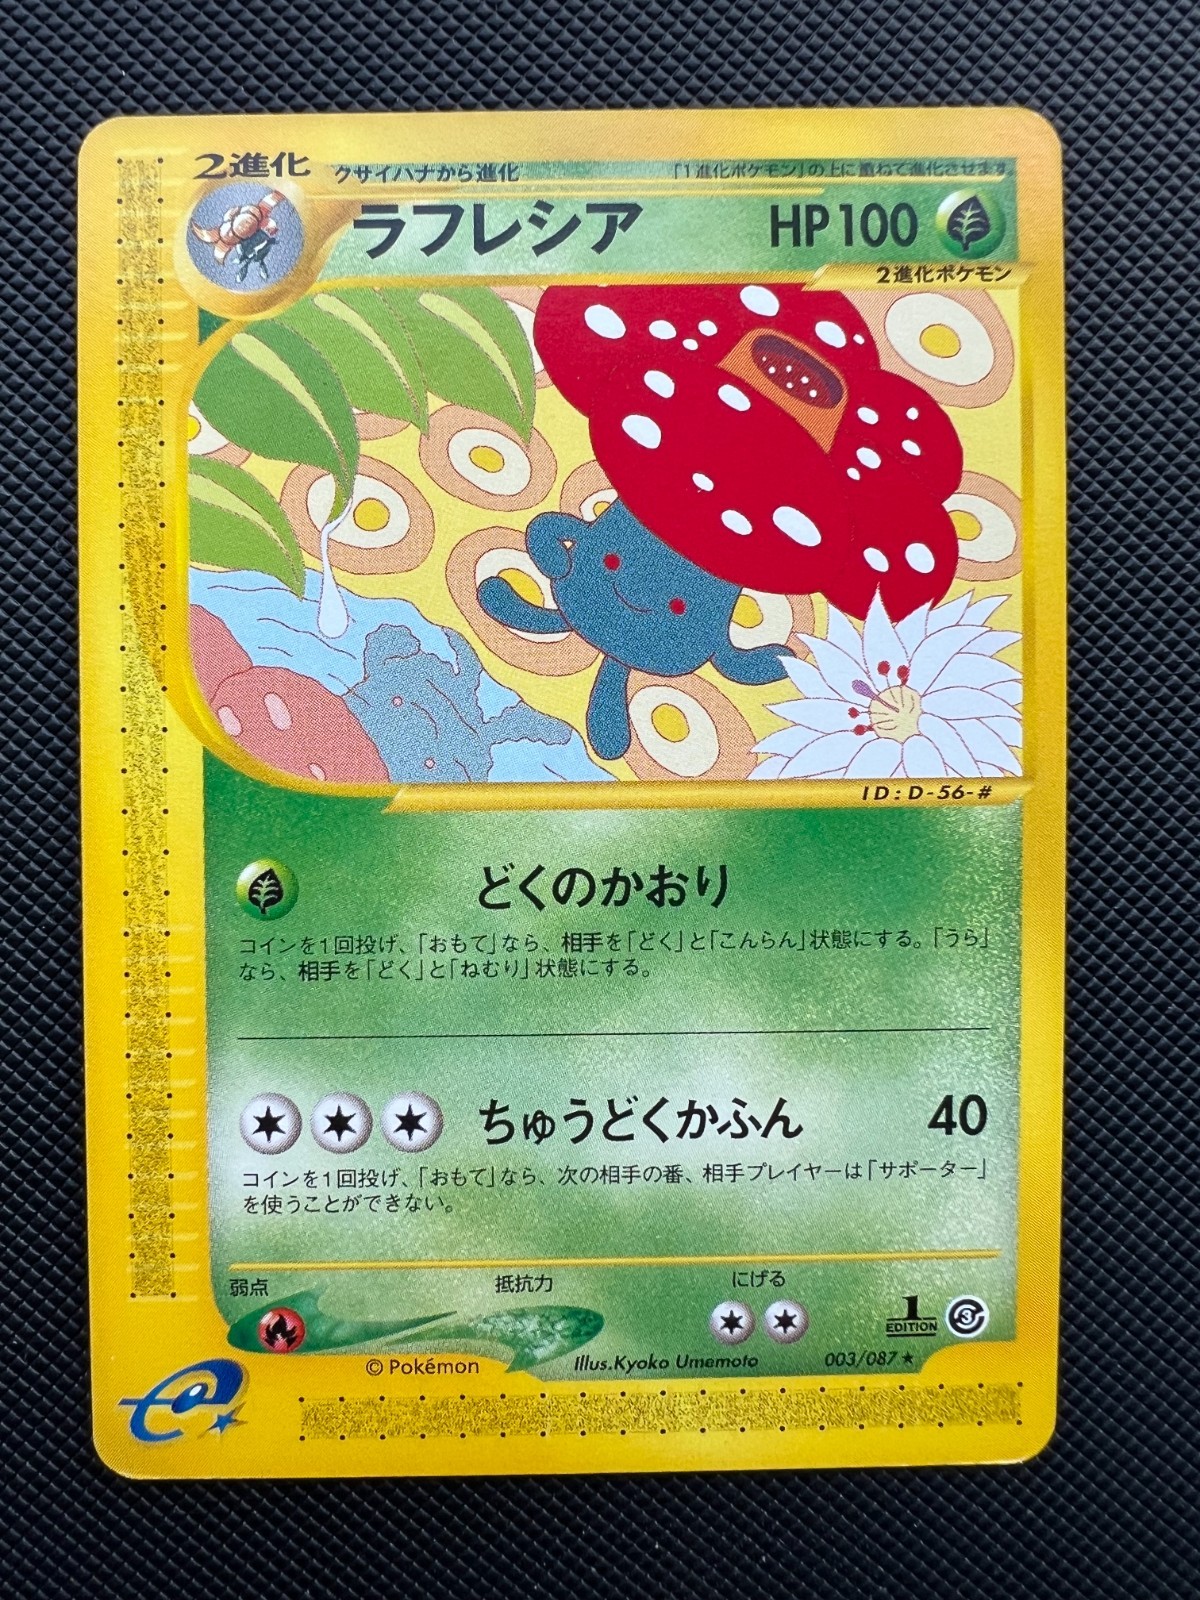 2進化 クサイハナから進化 「1進化ポケモン」の上に重ねて進化させます
ラフレシア HP100
2進化ポケモン
ID:D-56-#
どくのかおり
コインを1回投げ、「おもて」なら、相手を「どく」と「こんらん」状態にする。「うら」
なら、相手を「どく」と「ねむり」状態にする。
ちゅうどくかふん 40
コインを1回投げ、「おもて」なら、次の相手の番、相手プレイヤーは「サポーター」
を使うことができない。
弱点 抵抗力 にげる
1
EDITION
3
© Pokémon Illus.Kyoko Umemoto 003/087★
e